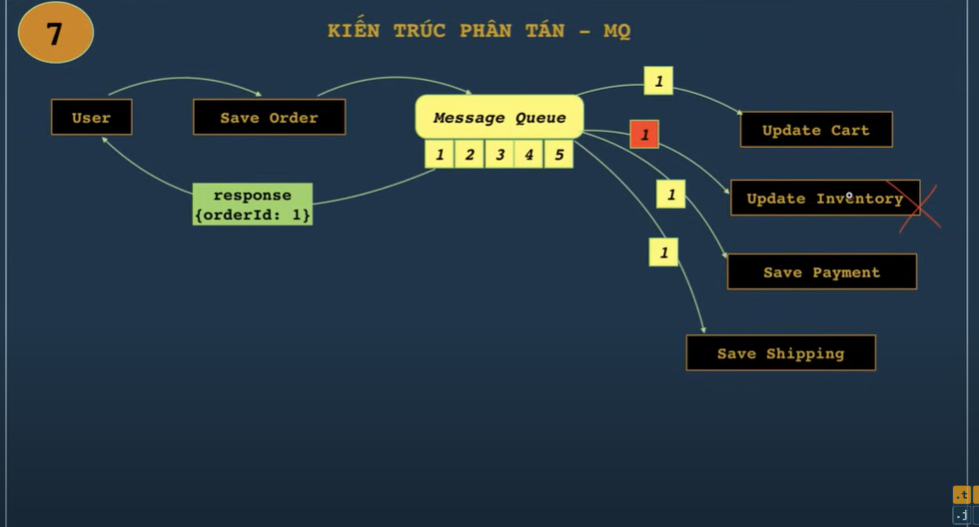 7
KIẾN TRÚC PHÂN TÁN - MQ
User
Save Order
Message Queue
1 2 3 4 5
response
{orderId: 1}
1
1
1
1
Update Cart
Update Inventory
Save Payment
Save Shipping
.t
.j